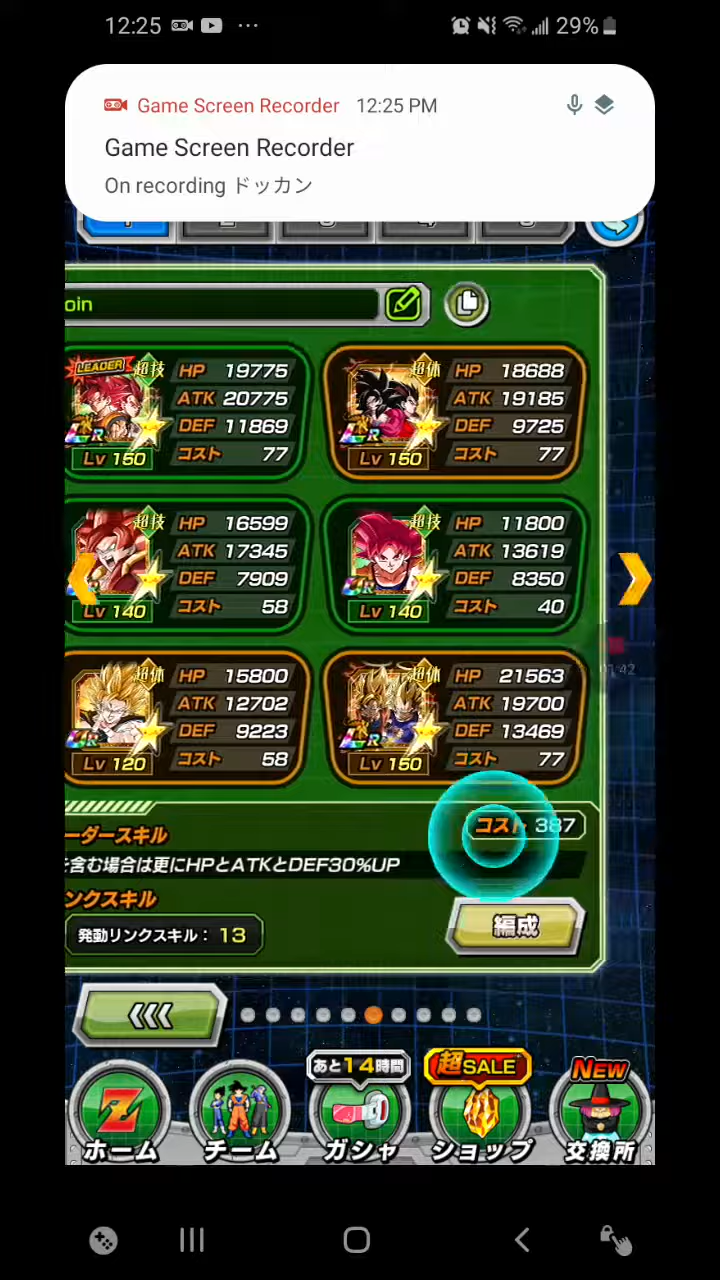 12:25 ... 29%
Game Screen Recorder 12:25 PM
Game Screen Recorder
On recording ドッカン
oin
LEADER 超技 HP 19775
ATK 20775
DEF 11869
Lv 150 コスト 77
超体 HP 18688
ATK 19185
DEF 9725
Lv 150 コスト 77
超技 HP 16599
ATK 17345
DEF 7909
Lv 140 コスト 58
超技 HP 11800
ATK 13619
DEF 8350
Lv 140 コスト 40
超体 HP 15800
ATK 12702
DEF 9223
Lv 120 コスト 58
超体 HP 21563
ATK 19700
DEF 13469
Lv 150 コスト 77
01:42
コスト 387
ーダースキル
を含む場合は更にHPとATKとDEF30%UP
ンクスキル
発動リンクスキル： 13
編成
あと14時間 超SALE NEW
ホーム チーム ガシャ ショップ 交換所